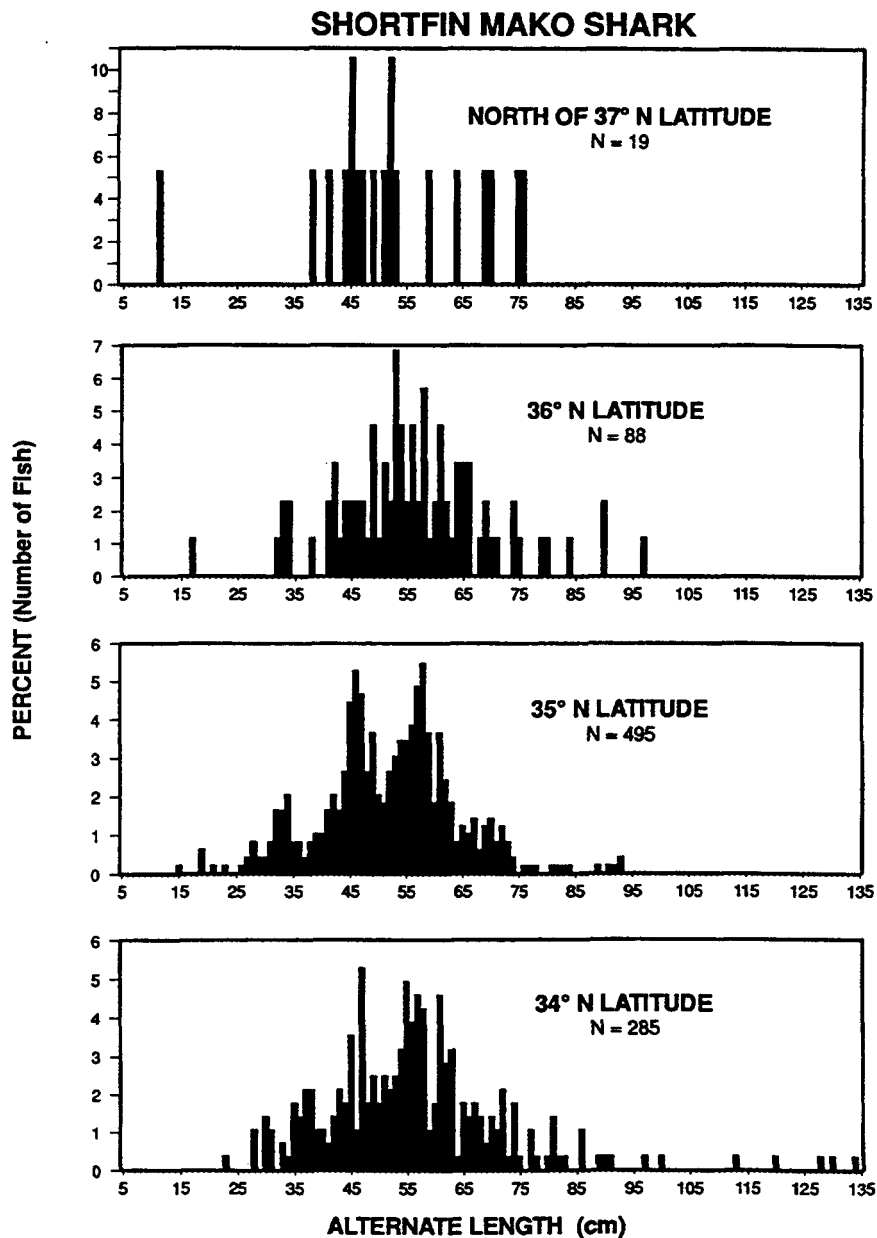 SHORTFIN MAKO SHARK
PERCENT (Number of Fish)
10
8
6
4
2
0
NORTH OF 37° N LATITUDE
N = 19
5 15 25 35 45 55 65 75 85 95 105 115 125 135
7
6
5
4
3
2
1
0
36° N LATITUDE
N = 88
5 15 25 35 45 55 65 75 85 95 105 115 125 135
6
5
4
3
2
1
0
35° N LATITUDE
N = 495
5 15 25 35 45 55 65 75 85 95 105 115 125 135
6
5
4
3
2
1
0
34° N LATITUDE
N = 285
5 15 25 35 45 55 65 75 85 95 105 115 125 135
ALTERNATE LENGTH (cm)